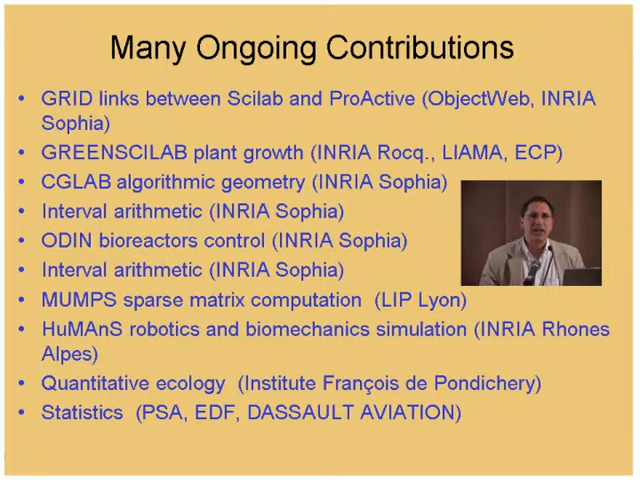 Many Ongoing Contributions
• GRID links between Scilab and ProActive (ObjectWeb, INRIA
Sophia)
• GREENSCILAB plant growth (INRIA Rocq., LIAMA, ECP)
• CGLAB algorithmic geometry (INRIA Sophia)
• Interval arithmetic (INRIA Sophia)
• ODIN bioreactors control (INRIA Sophia)
• Interval arithmetic (INRIA Sophia)
• MUMPS sparse matrix computation (LIP Lyon)
• HuMAnS robotics and biomechanics simulation (INRIA Rhones
Alpes)
• Quantitative ecology (Institute François de Pondichery)
• Statistics (PSA, EDF, DASSAULT AVIATION)